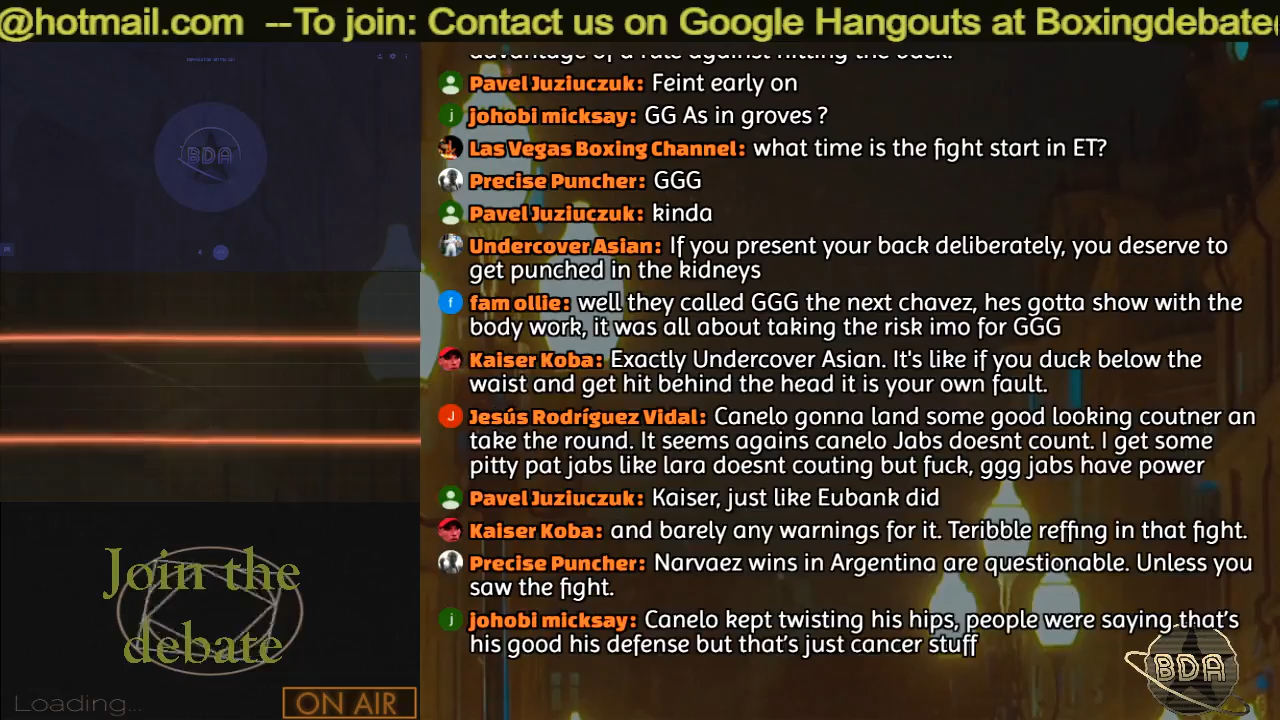 @hotmail.com --To join: Contact us on Google Hangouts at Boxingdebate
advantage of a rule against hitting the back.
Pavel Juziuczuk: Feint early on
johobi micksay: GG As in groves ?
Las Vegas Boxing Channel: what time is the fight start in ET?
Precise Puncher: GGG
Pavel Juziuczuk: kinda
Undercover Asian: If you present your back deliberately, you deserve to
get punched in the kidneys
fam ollie: well they called GGG the next chavez, hes gotta show with the
body work, it was all about taking the risk imo for GGG
Kaiser Koba: Exactly Undercover Asian. It's like if you duck below the
waist and get hit behind the head it is your own fault.
Jesús Rodríguez Vidal: Canelo gonna land some good looking coutner an
take the round. It seems agains canelo Jabs doesnt count. I get some
pitty pat jabs like lara doesnt couting but fuck, ggg jabs have power
Pavel Juziuczuk: Kaiser, just like Eubank did
Kaiser Koba: and barely any warnings for it. Teribble reffing in that fight.
Precise Puncher: Narvaez wins in Argentina are questionable. Unless you
saw the fight.
johobi micksay: Canelo kept twisting his hips, people were saying that's
his good his defense but that's just cancer stuff
BDA
Join the
debate
Loading...
ON AIR
BDA